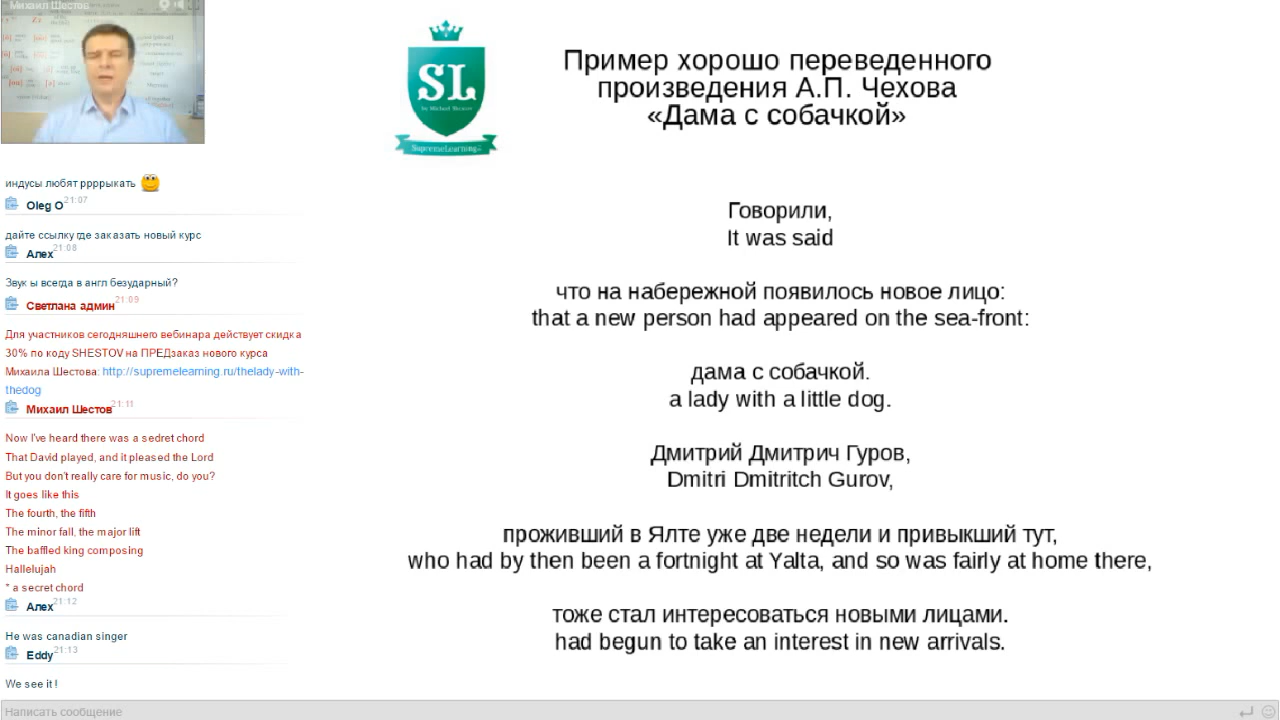 Михаил Шестов
индусы любят ррррыкать
Oleg O 21:07
дайте ссылку где заказать новый курс
Алех 21:08
Звук ы всегда в англ безударный?
Светлана админ 21:09
Для участников сегодняшнего вебинара действует скидка
30% по коду SHESTOV на ПРЕДзаказ нового курса
Михаила Шестова: http://supremelearning.ru/thelady-with-
thedog
Михаил Шестов 21:11
Now I've heard there was a sedret chord
That David played, and it pleased the Lord
But you don't really care for music, do you?
It goes like this
The fourth, the fifth
The minor fall, the major lift
The baffled king composing
Hallelujah
* a secret chord
Алех 21:12
He was canadian singer
Eddy 21:13
We see it !
Написать сообщение
SL
by Michael Shestov
SupremeLearning
Пример хорошо переведенного
произведения А.П. Чехова
«Дама с собачкой»
Говорили,
It was said
что на набережной появилось новое лицо:
that a new person had appeared on the sea-front:
дама с собачкой.
a lady with a little dog.
Дмитрий Дмитрич Гуров,
Dmitri Dmitritch Gurov,
проживший в Ялте уже две недели и привыкший тут,
who had by then been a fortnight at Yalta, and so was fairly at home there,
тоже стал интересоваться новыми лицами.
had begun to take an interest in new arrivals.